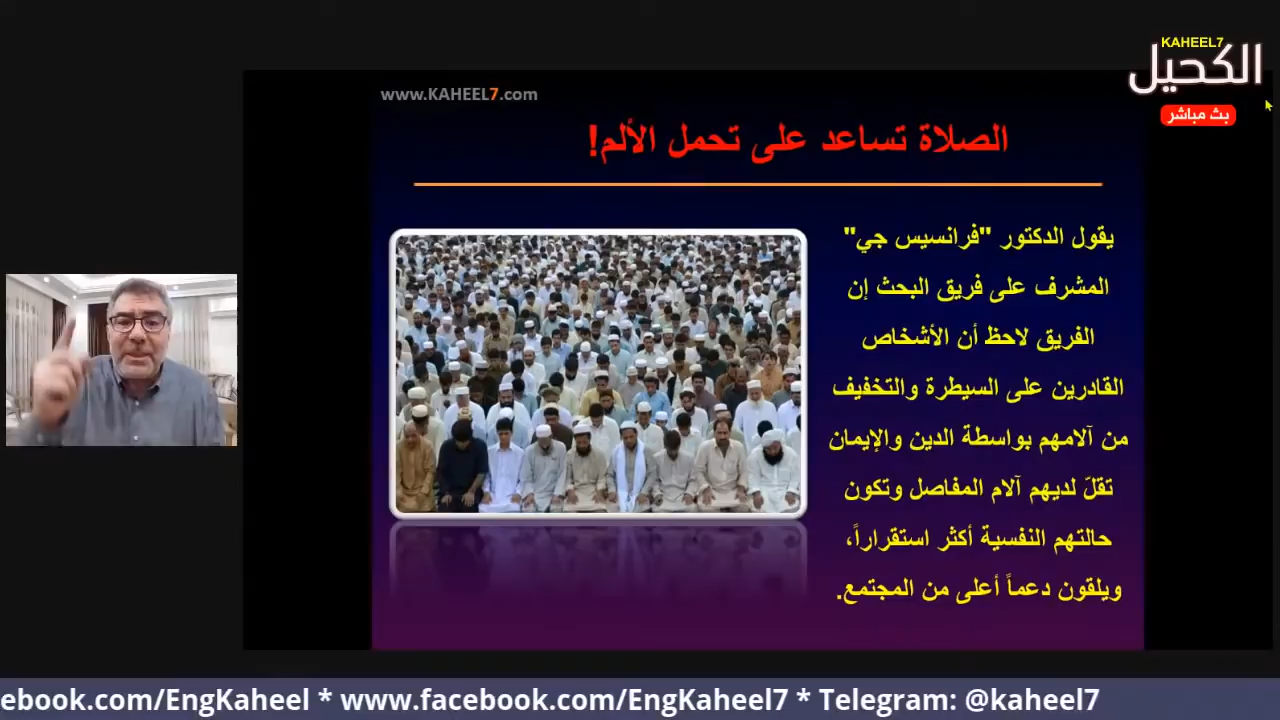 KAHEEL7
الكحيل
بث مباشر
www.KAHEEL7.com
الصلاة تساعد على تحمل الألم!
يقول الدكتور "فرانسيس جي"
المشرف على فريق البحث إن
الفريق لاحظ أن الأشخاص
القادرين على السيطرة والتخفيف
من آلامهم بواسطة الدين والإيمان
تقلّ لديهم آلام المفاصل وتكون
حالتهم النفسية أكثر استقراراً،
ويلقون دعماً أعلى من المجتمع.
ebook.com/EngKaheel * www.facebook.com/EngKaheel7 * Telegram: @kaheel7